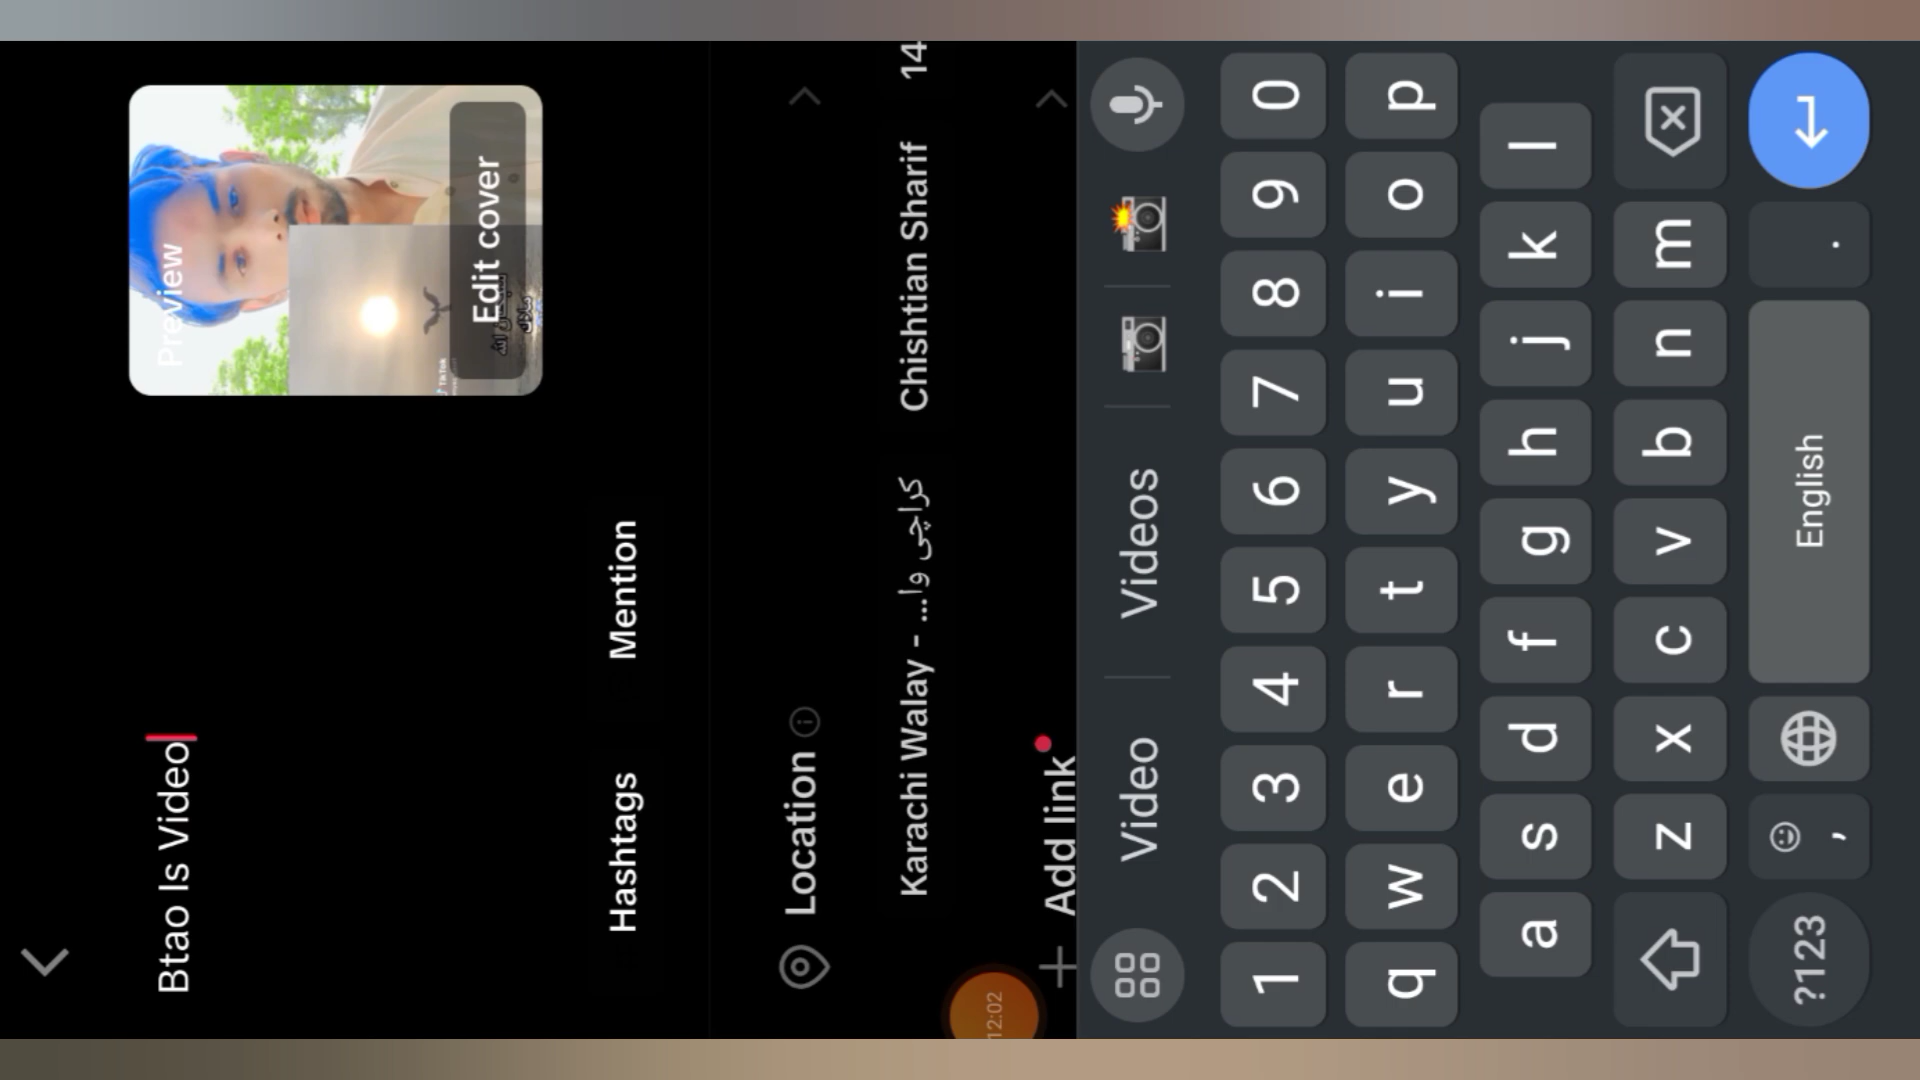 Preview
Edit cover
TikTok
Btao Is Video
Hashtags
Mention
Location
Karachi Walay - کراچی وا...
Chishtian Sharif
14
Add link
12:02
Video
Videos
1 2 3 4 5 6 7 8 9 0
q w e r t y u i o p
a s d f g h j k l
z x c v b n m
?123
,
English
.